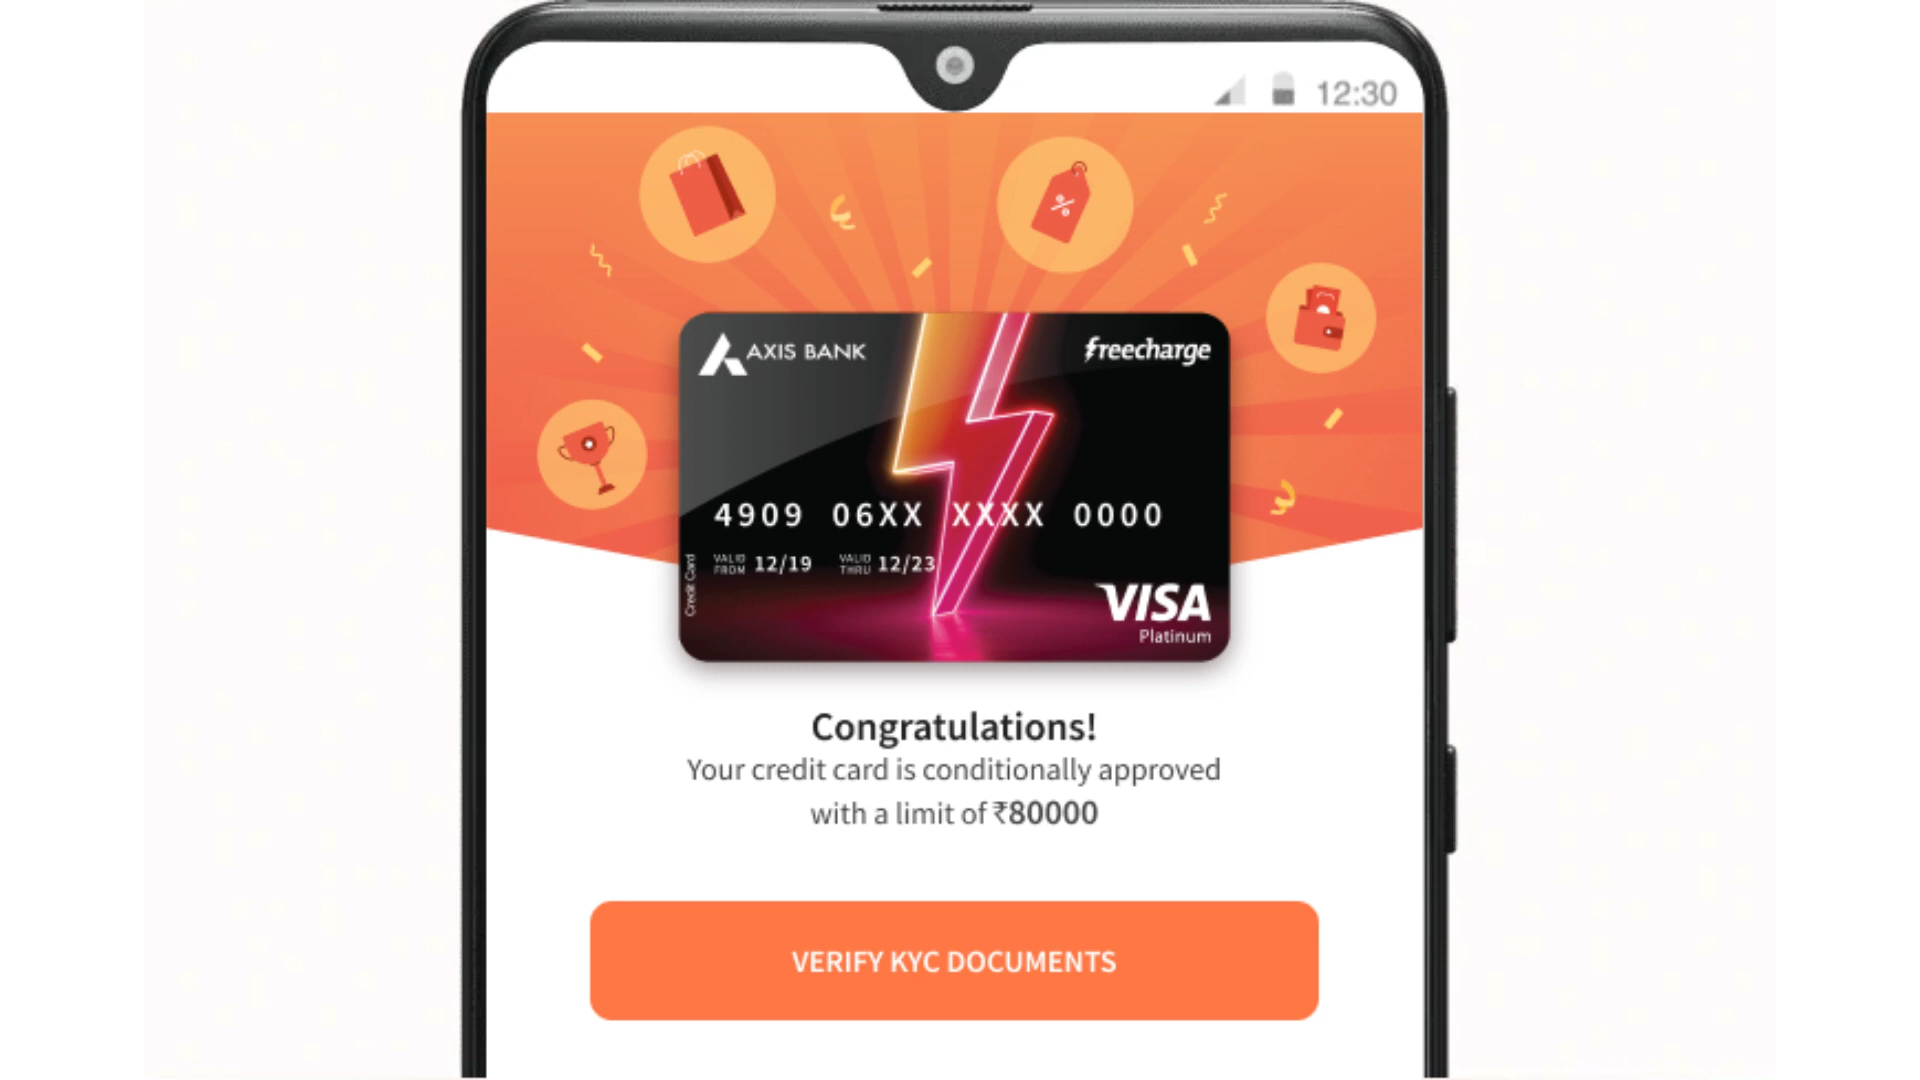 12:30
AXIS BANK
freecharge
4909 06XX XXXX 0000
VALID FROM 12/19 VALID THRU 12/23
Credit Card
VISA
Platinum
Congratulations!
Your credit card is conditionally approved
with a limit of ₹80000
VERIFY KYC DOCUMENTS